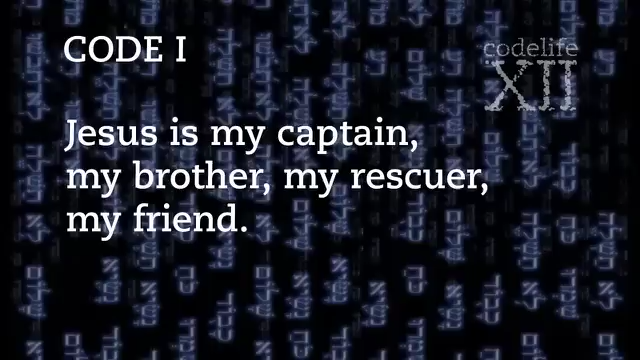 CODE I
codelife
XII
Jesus is my captain,
my brother, my rescuer,
my friend.